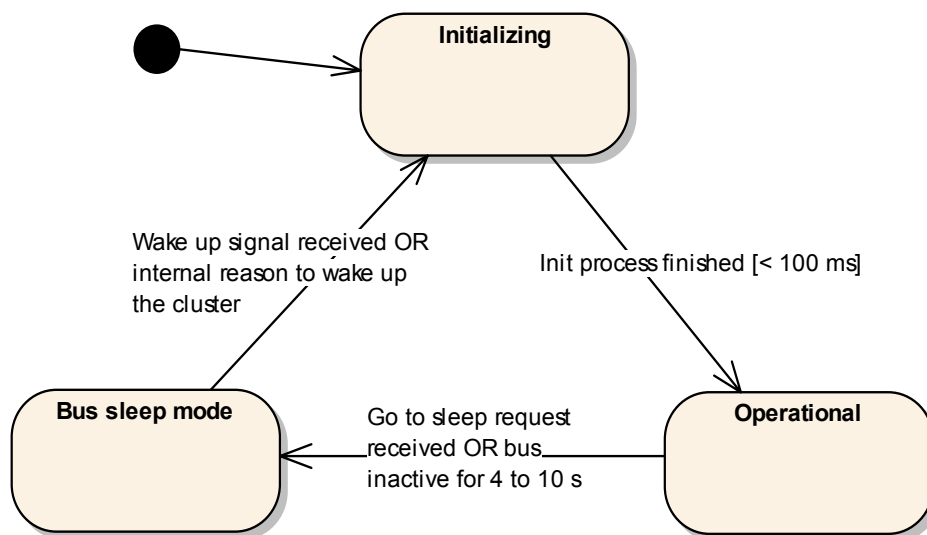 Initializing
Wake up signal received OR
internal reason to wake up
the cluster
Init process finished [< 100 ms]
Bus sleep mode
Go to sleep request
received OR bus
inactive for 4 to 10 s
Operational